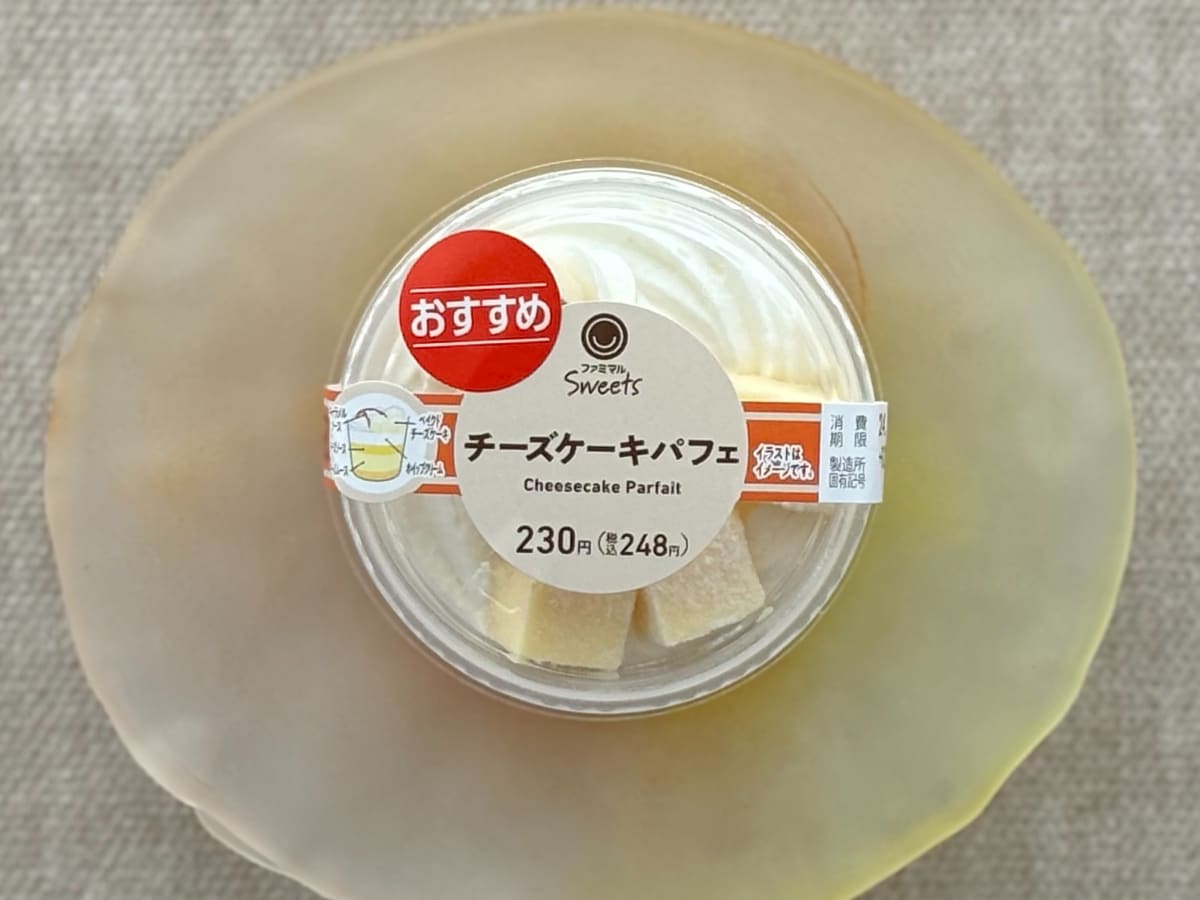 おすすめ
ファミマル
Sweets
チーズケーキパフェ
Cheesecake Parfait
230円(税込248円)
ベイクド
チーズケーキ
ホイップクリーム
イラストは
イメージです。
消費
期限
製造所
固有記号